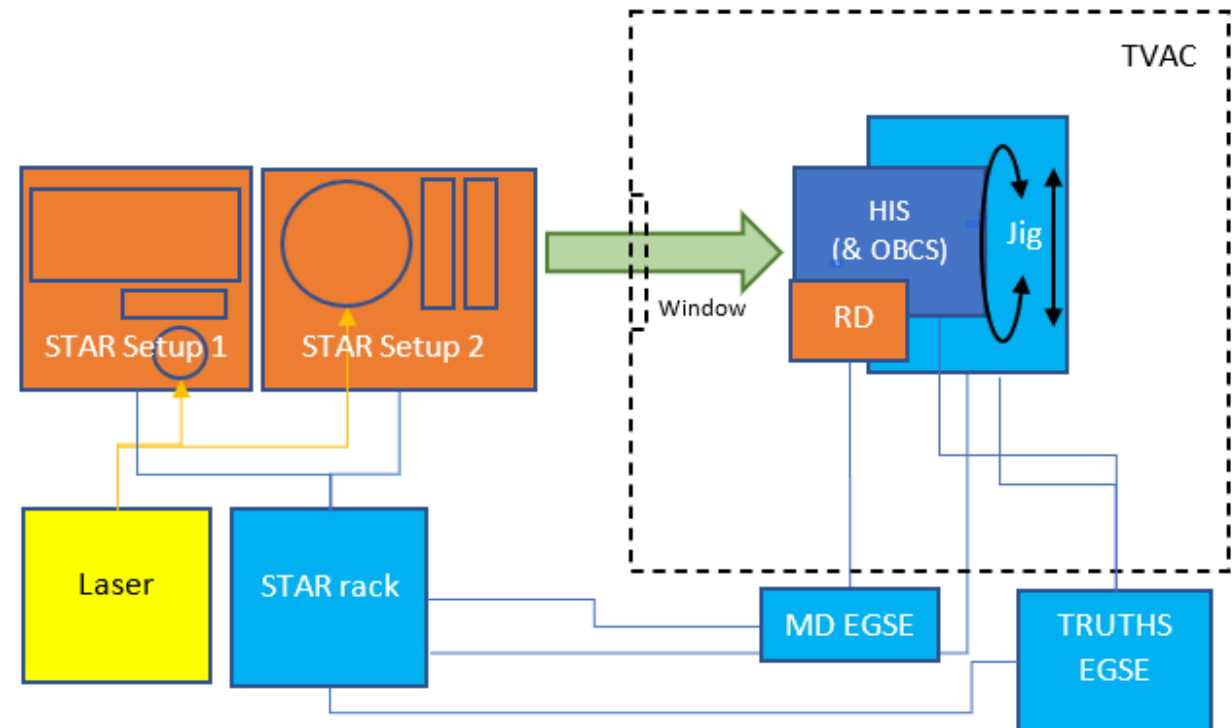 TVAC
HIS
(& OBCS)
Jig
Window
RD
STAR Setup 1
STAR Setup 2
Laser
STAR rack
MD EGSE
TRUTHS
EGSE